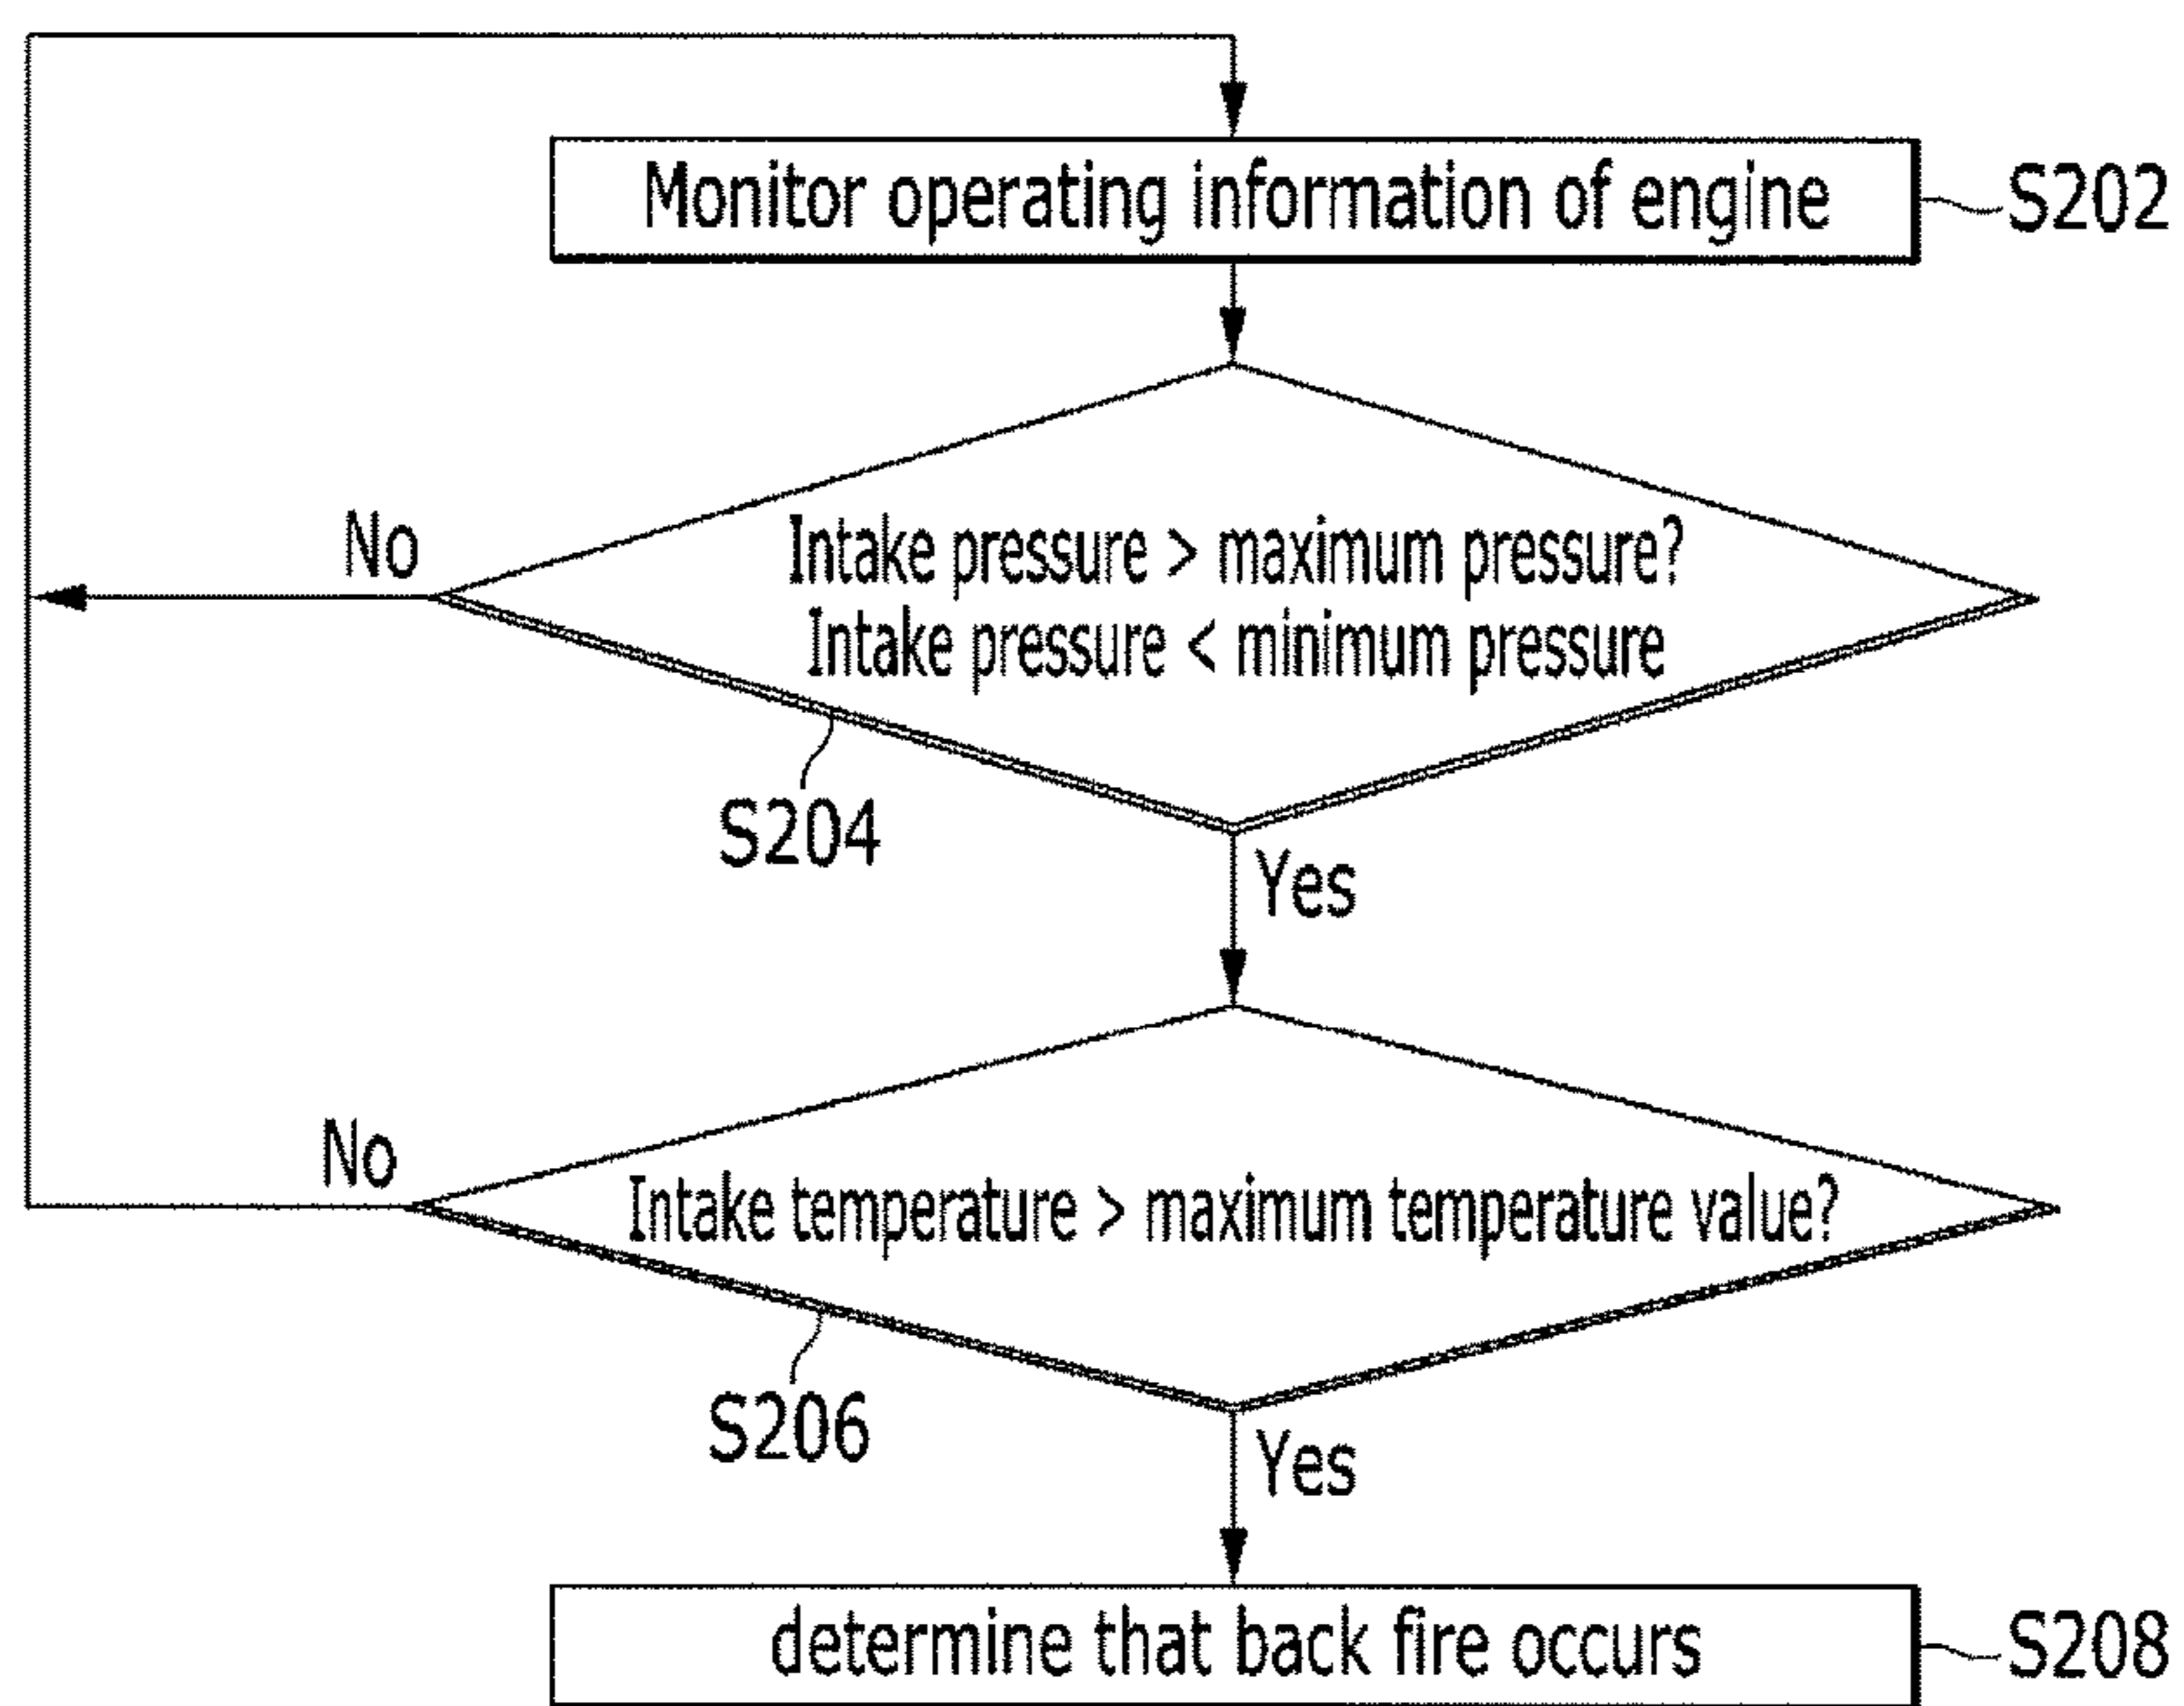 Monitor operating information of engine
S202
Intake pressure > maximum pressure?
Intake pressure < minimum pressure
No
S204
Yes
Intake temperature > maximum temperature value?
No
S206
Yes
determine that back fire occurs
S208